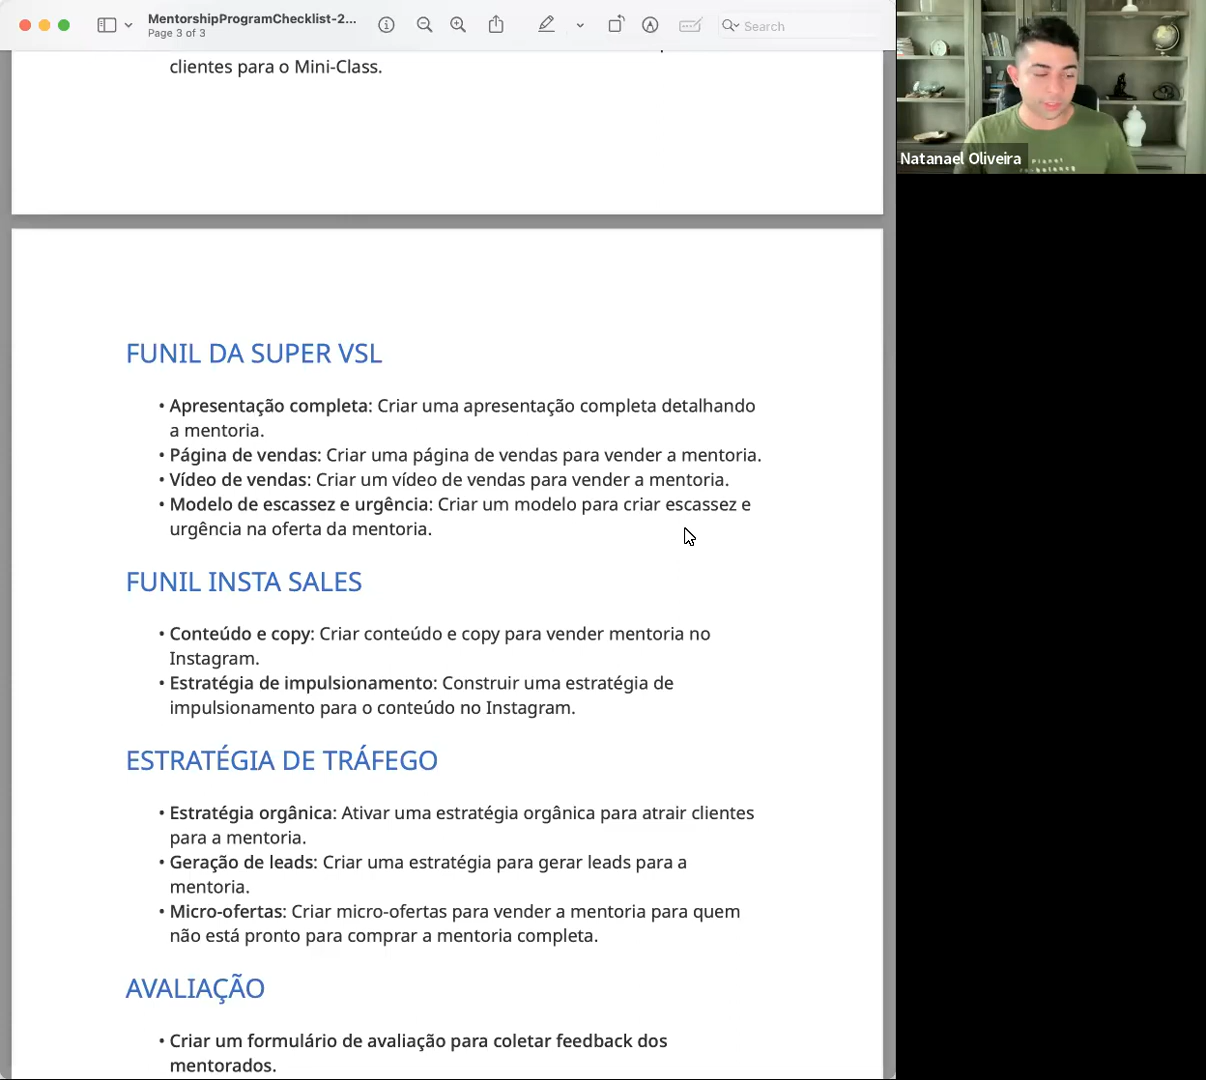 MentorshipProgramChecklist-2...
Page 3 of 3
Search
clientes para o Mini-Class.
Natanael Oliveira
FUNIL DA SUPER VSL
• Apresentação completa: Criar uma apresentação completa detalhando
a mentoria.
• Página de vendas: Criar uma página de vendas para vender a mentoria.
• Vídeo de vendas: Criar um vídeo de vendas para vender a mentoria.
• Modelo de escassez e urgência: Criar um modelo para criar escassez e
urgência na oferta da mentoria.
FUNIL INSTA SALES
• Conteúdo e copy: Criar conteúdo e copy para vender mentoria no
Instagram.
• Estratégia de impulsionamento: Construir uma estratégia de
impulsionamento para o conteúdo no Instagram.
ESTRATÉGIA DE TRÁFEGO
• Estratégia orgânica: Ativar uma estratégia orgânica para atrair clientes
para a mentoria.
• Geração de leads: Criar uma estratégia para gerar leads para a
mentoria.
• Micro-ofertas: Criar micro-ofertas para vender a mentoria para quem
não está pronto para comprar a mentoria completa.
AVALIAÇÃO
• Criar um formulário de avaliação para coletar feedback dos
mentorados.